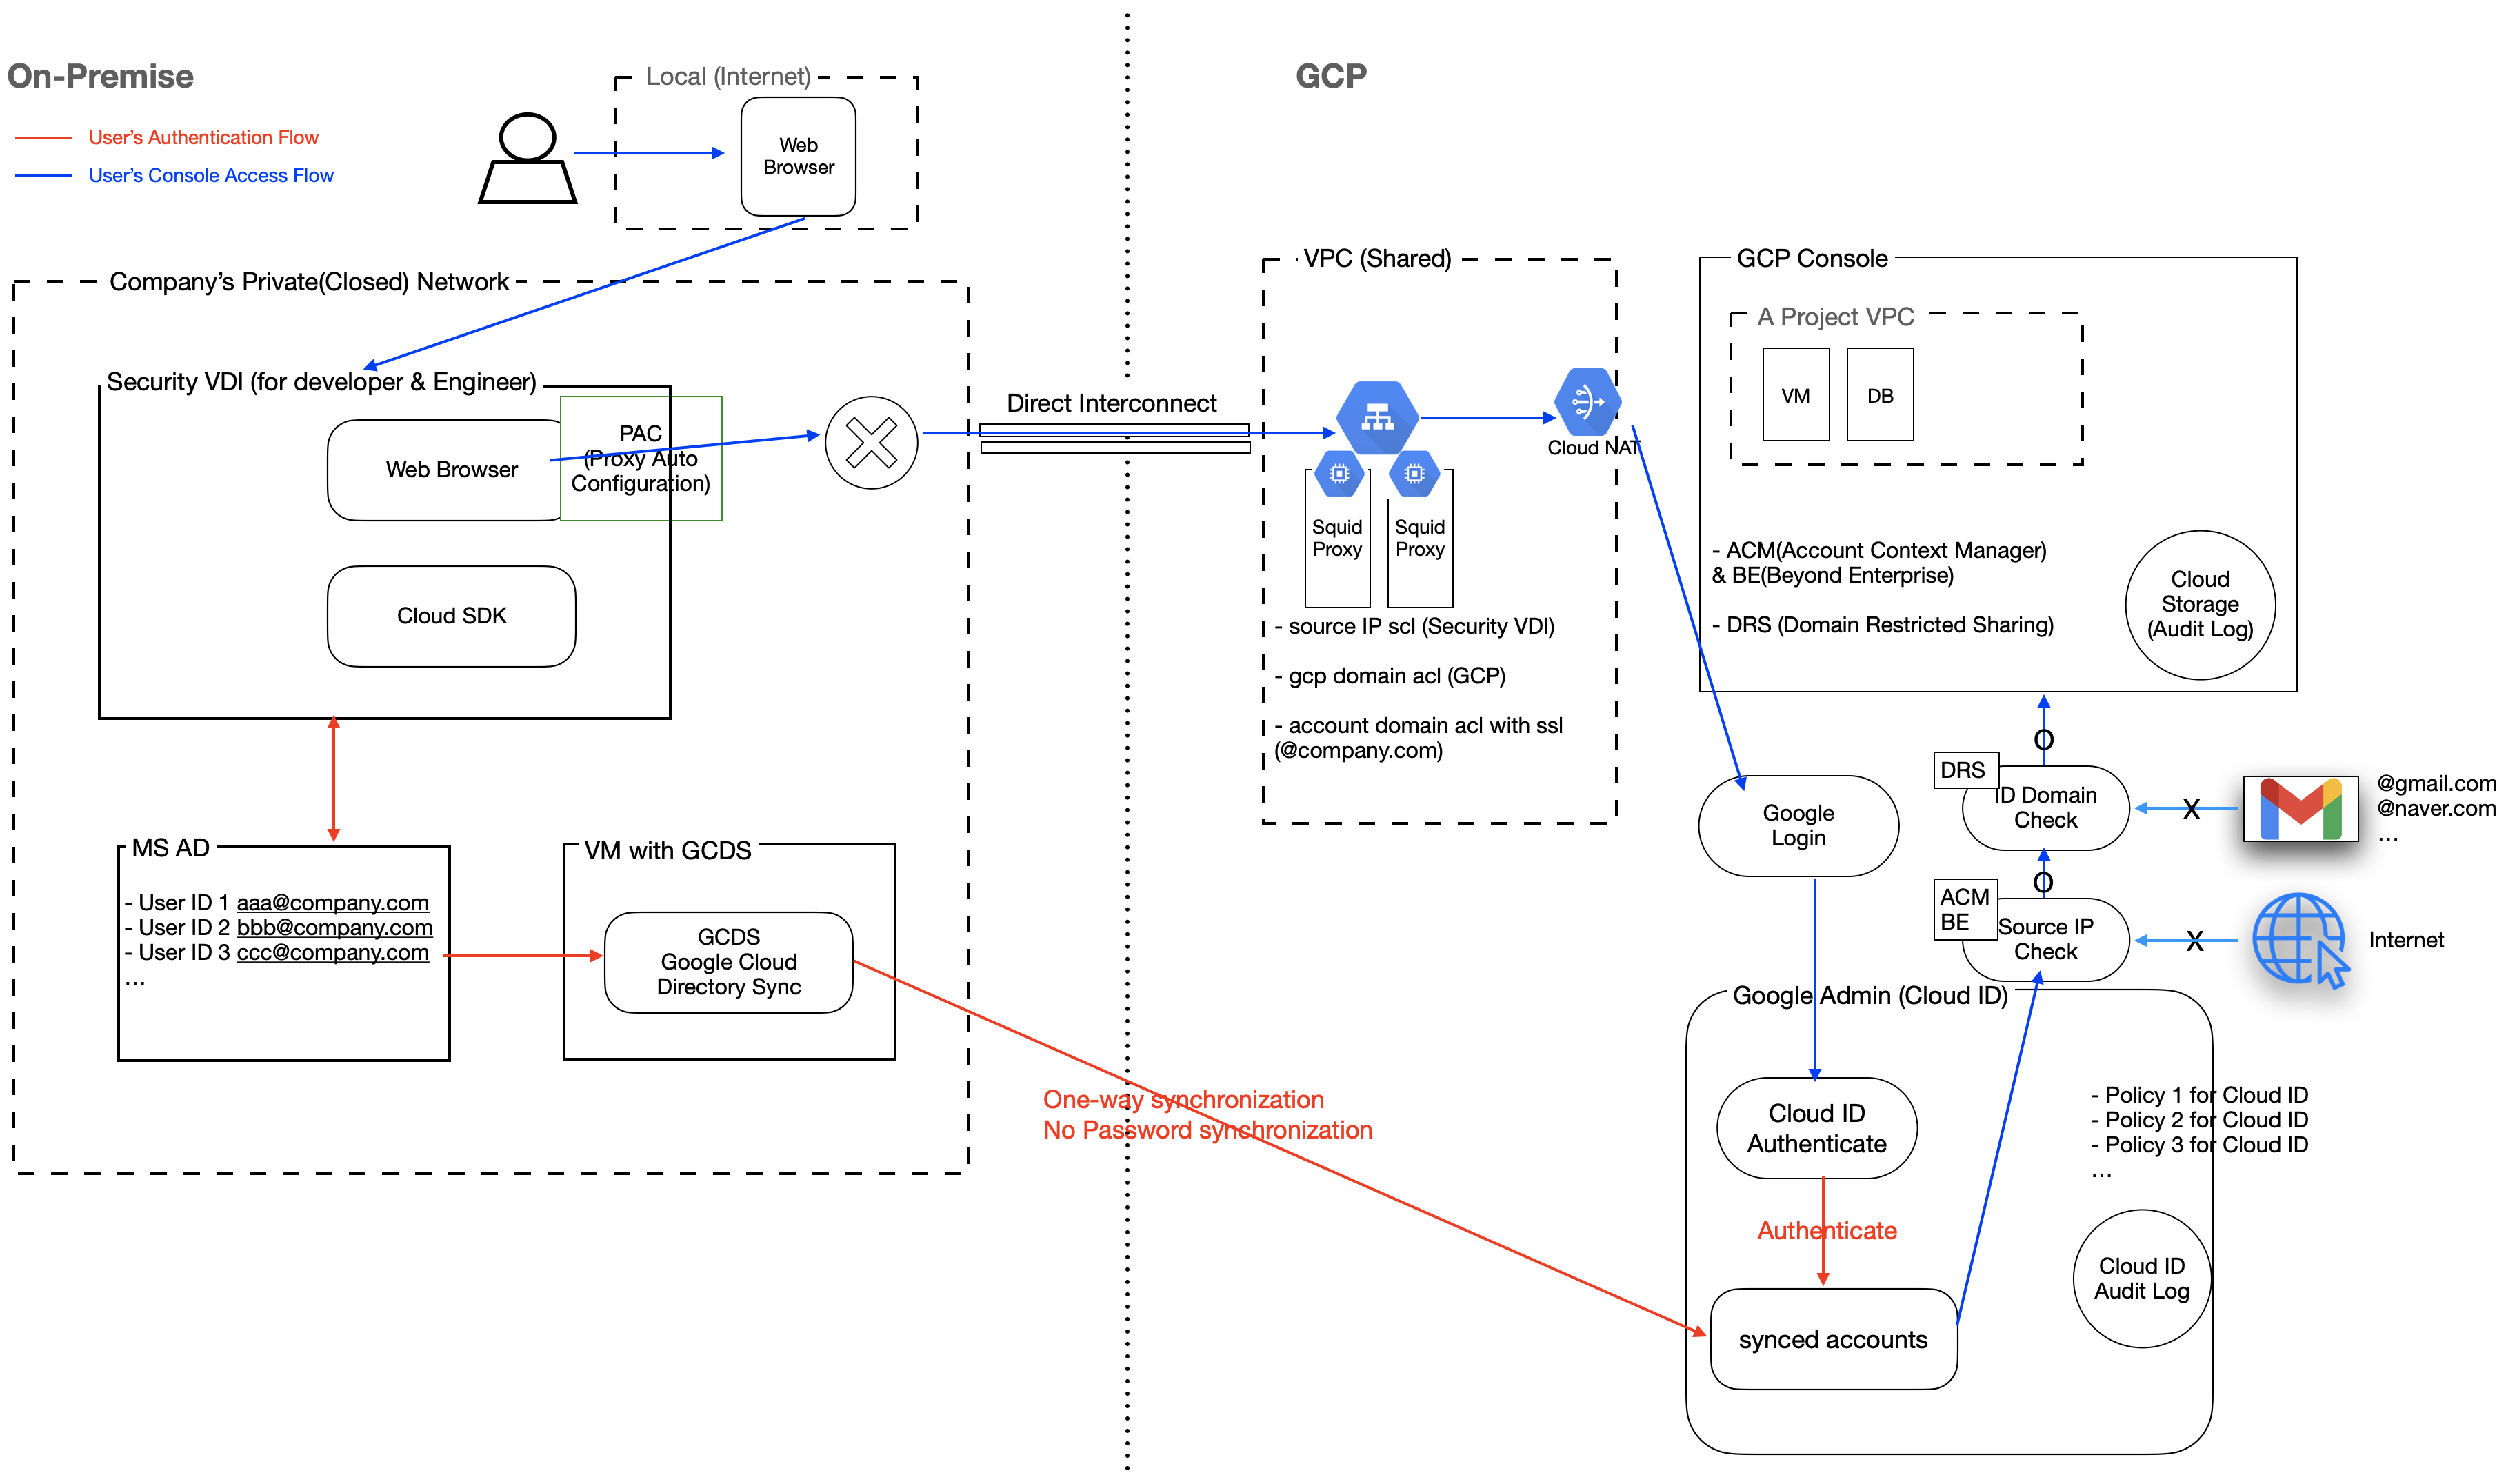 On-Premise
User's Authentication Flow
User's Console Access Flow
Local (Internet)
Web
Browser
Company's Private(Closed) Network
Security VDI (for developer & Engineer)
Web Browser
PAC
(Proxy Auto
Configuration)
Cloud SDK
MS AD
- User ID 1 aaa@company.com
- User ID 2 bbb@company.com
- User ID 3 ccc@company.com
...
VM with GCDS
GCDS
Google Cloud
Directory Sync
Direct Interconnect
One-way synchronization
No Password synchronization
GCP
VPC (Shared)
Cloud NAT
Squid
Proxy
Squid
Proxy
- source IP scl (Security VDI)
- gcp domain acl (GCP)
- account domain acl with ssl
(@company.com)
GCP Console
A Project VPC
VM
DB
- ACM(Account Context Manager)
& BE(Beyond Enterprise)
- DRS (Domain Restricted Sharing)
Cloud
Storage
(Audit Log)
O
DRS
ID Domain
Check
X
@gmail.com
@naver.com
...
Google
Login
O
ACM
BE
Source IP
Check
X
Internet
Google Admin (Cloud ID)
Cloud ID
Authenticate
- Policy 1 for Cloud ID
- Policy 2 for Cloud ID
- Policy 3 for Cloud ID
...
Authenticate
Cloud ID
Audit Log
synced accounts